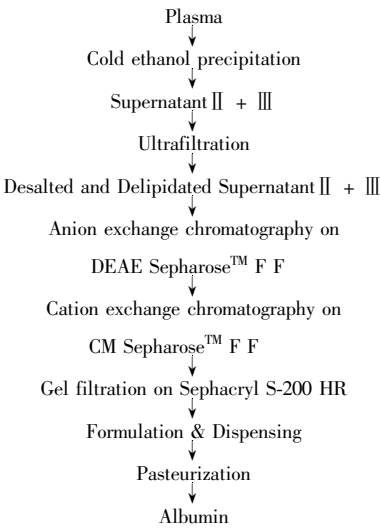 Plasma
Cold ethanol precipitation
Supernatant Ⅱ + Ⅲ
Ultrafiltration
Desalted and Delipidated Supernatant Ⅱ + Ⅲ
Anion exchange chromatography on
DEAE Sepharose™ F F
Cation exchange chromatography on
CM Sepharose™ F F
Gel filtration on Sephacryl S-200 HR
Formulation & Dispensing
Pasteurization
Albumin